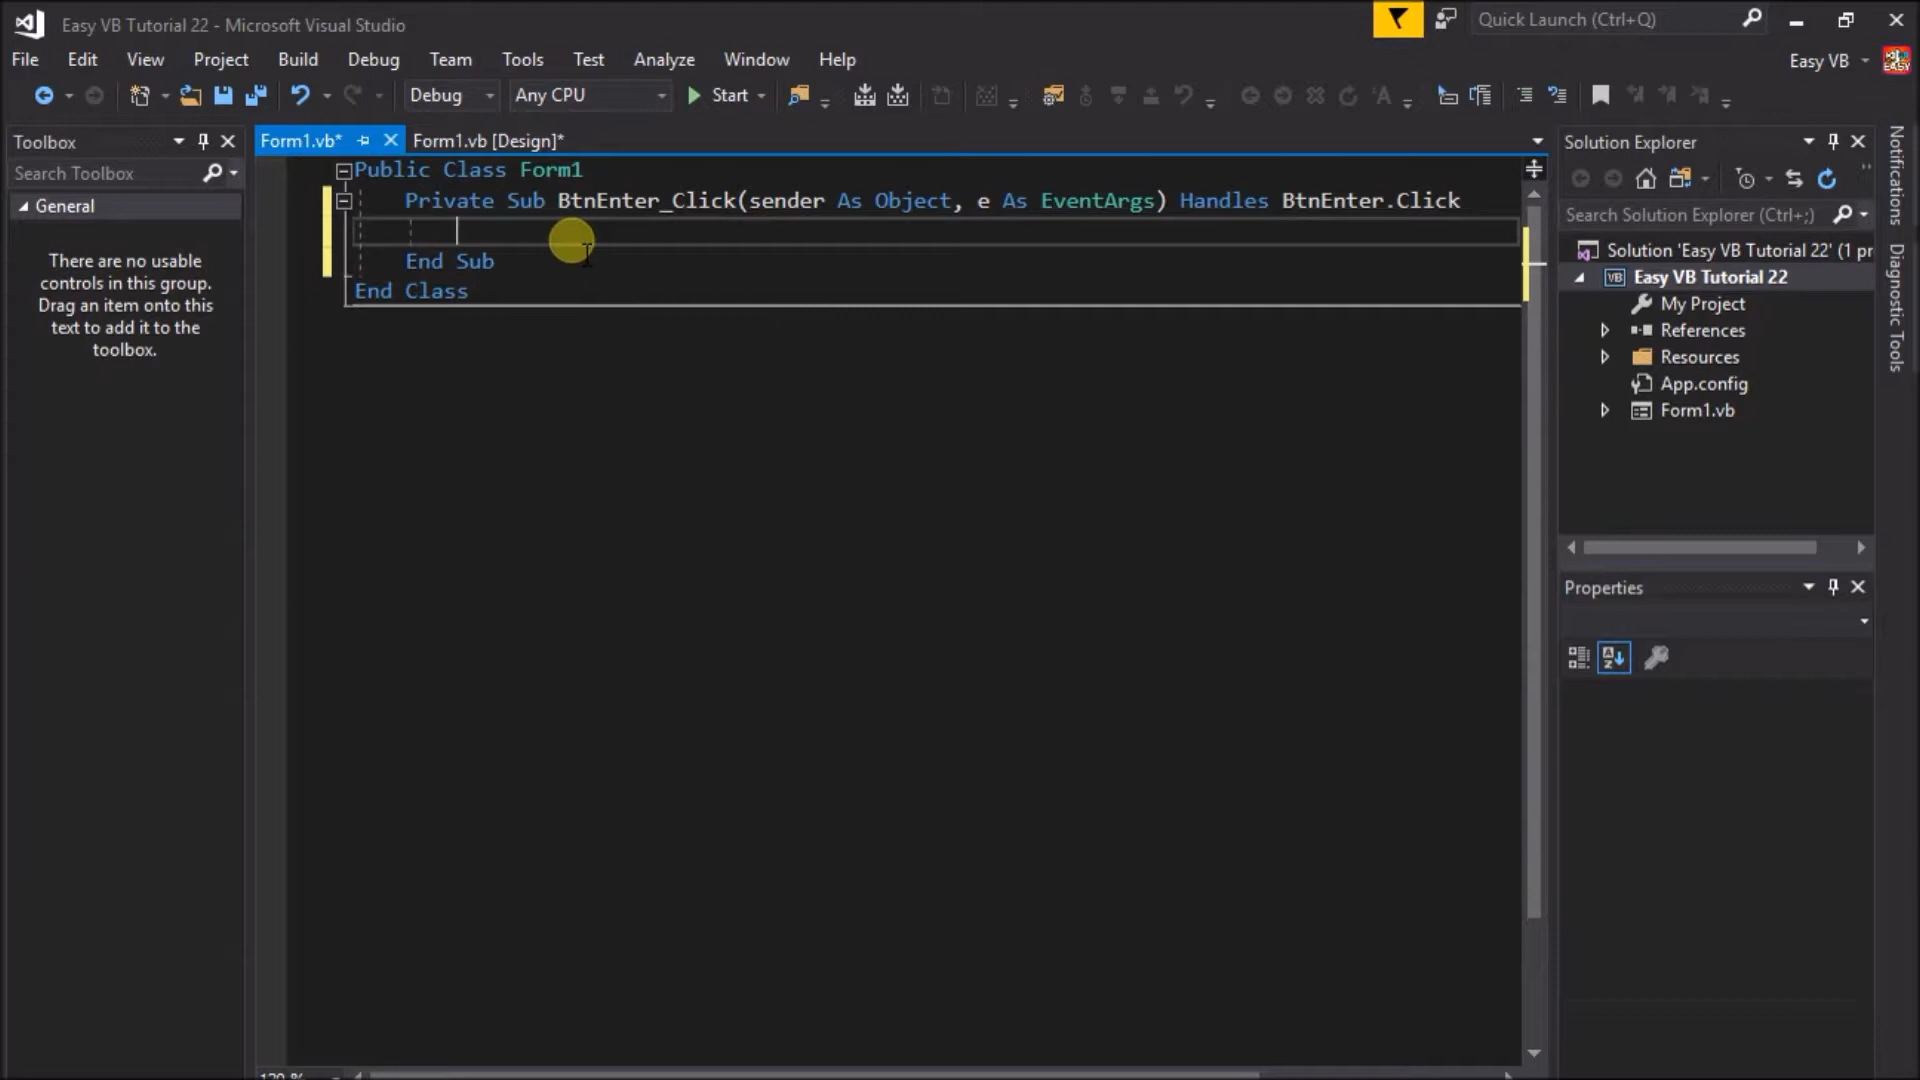 Easy VB Tutorial 22 - Microsoft Visual Studio
Quick Launch (Ctrl+Q)
File Edit View Project Build Debug Team Tools Test Analyze Window Help
Easy VB
Debug Any CPU Start
Toolbox
Search Toolbox
General
There are no usable
controls in this group.
Drag an item onto this
text to add it to the
toolbox.
Form1.vb* Form1.vb [Design]*
Public Class Form1
Private Sub BtnEnter_Click(sender As Object, e As EventArgs) Handles BtnEnter.Click
End Sub
End Class
Solution Explorer
Search Solution Explorer (Ctrl+;)
Solution 'Easy VB Tutorial 22' (1 pr
VB Easy VB Tutorial 22
My Project
References
Resources
App.config
Form1.vb
Properties
Notifications
Diagnostic Tools